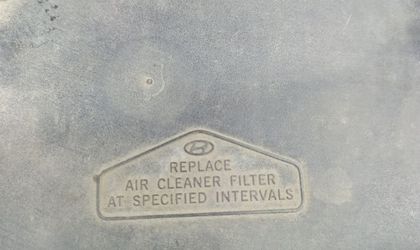 REPLACE
AIR CLEANER FILTER
AT SPECIFIED INTERVALS